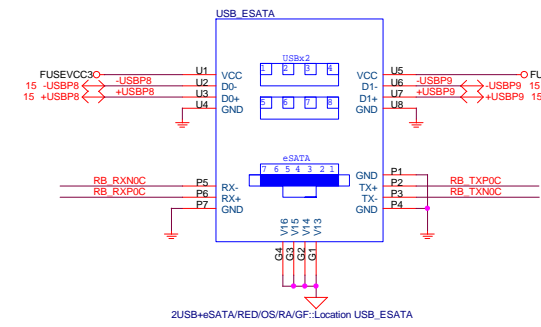 USB_ESATA
USBx2
1 2 3 4
5 6 7 8
FUSEVCC3 U1 VCC VCC U5 FU
15 -USBP8 -USBP8 U2 D0- D1- U6 -USBP9 -USBP9 15
15 +USBP8 +USBP8 U3 D0+ D1+ U7 +USBP9 +USBP9 15
U4 GND GND U8
eSATA
7 6 5 4 3 2 1
GND P1
RB_RXN0C P5 RX- TX+ P2 RB_TXP0C
RB_RXP0C P6 RX+ TX- P3 RB_TXN0C
P7 GND GND P4
V16 V15 V14 V13
G4 G3 G2 G1
2USB+eSATA/RED/OS/RA/GF::Location USB_ESATA